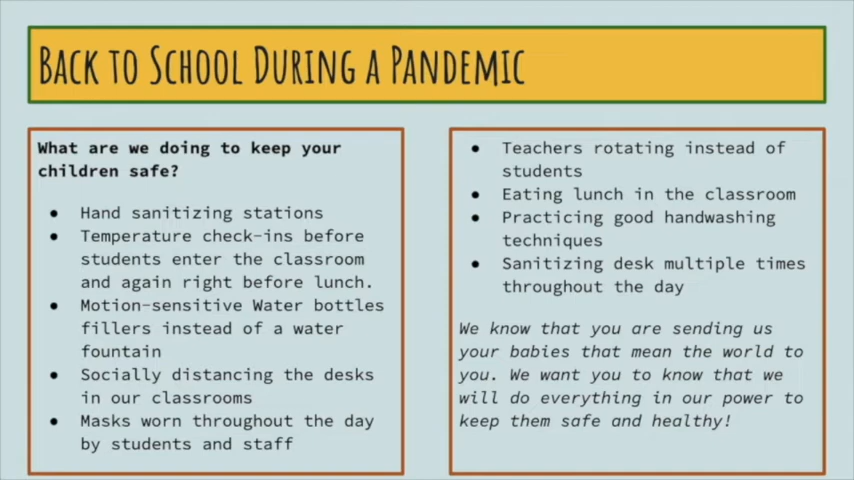 Back to School During a Pandemic
What are we doing to keep your
children safe?
● Hand sanitizing stations
● Temperature check-ins before
students enter the classroom
and again right before lunch.
● Motion-sensitive Water bottles
fillers instead of a water
fountain
● Socially distancing the desks
in our classrooms
● Masks worn throughout the day
by students and staff
● Teachers rotating instead of
students
● Eating lunch in the classroom
● Practicing good handwashing
techniques
● Sanitizing desk multiple times
throughout the day
We know that you are sending us
your babies that mean the world to
you. We want you to know that we
will do everything in our power to
keep them safe and healthy!